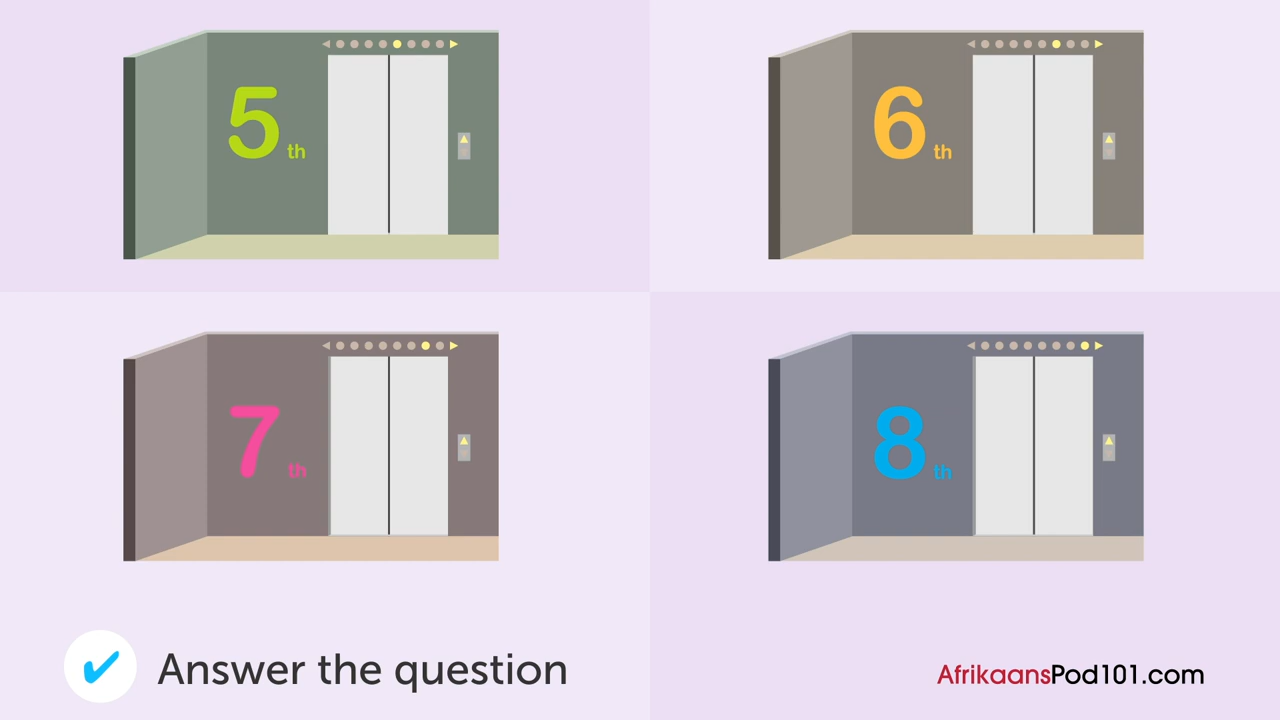 5th
6th
7th
8th
✔ Answer the question
AfrikaansPod101.com